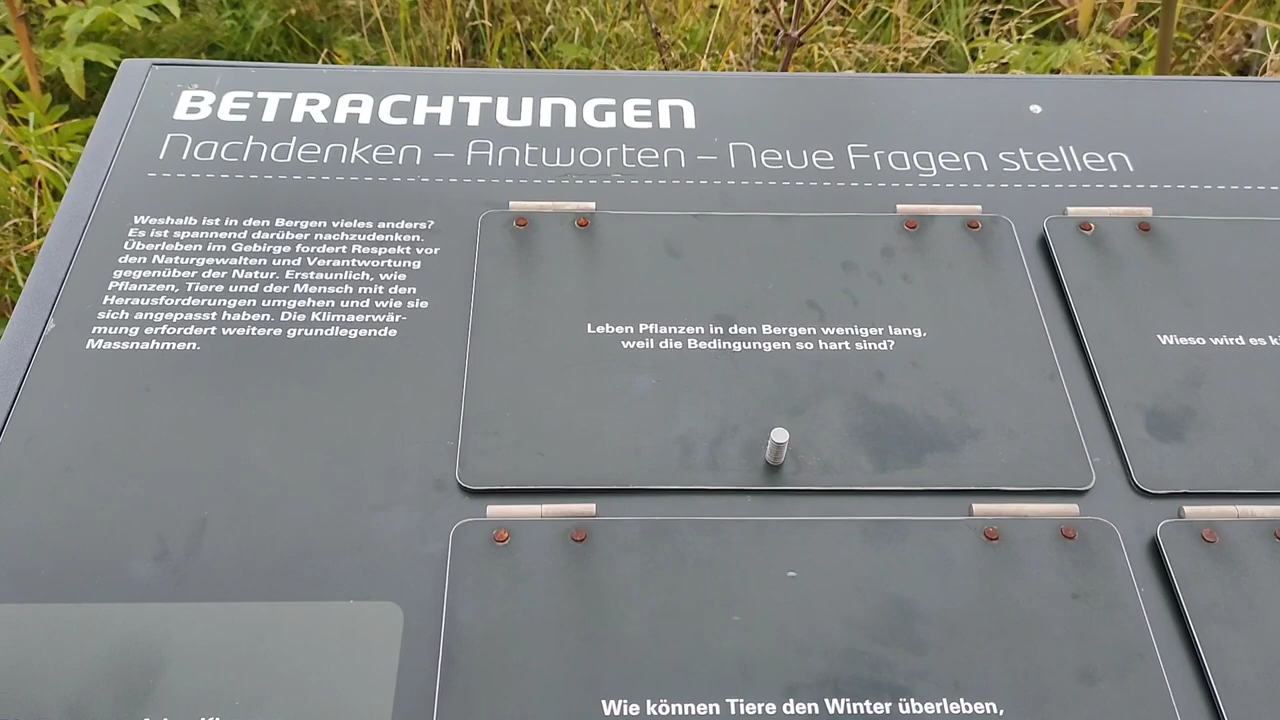 BETRACHTUNGEN
Nachdenken – Antworten – Neue Fragen stellen
Weshalb ist in den Bergen vieles anders?
Es ist spannend darüber nachzudenken.
Überleben im Gebirge fordert Respekt vor
den Naturgewalten und Verantwortung
gegenüber der Natur. Erstaunlich, wie
Pflanzen, Tiere und der Mensch mit den
Herausforderungen umgehen und wie sie
sich angepasst haben. Die Klimaerwär-
mung erfordert weitere grundlegende
Massnahmen.
Leben Pflanzen in den Bergen weniger lang,
weil die Bedingungen so hart sind?
Wieso wird es
Wie können Tiere den Winter überleben,